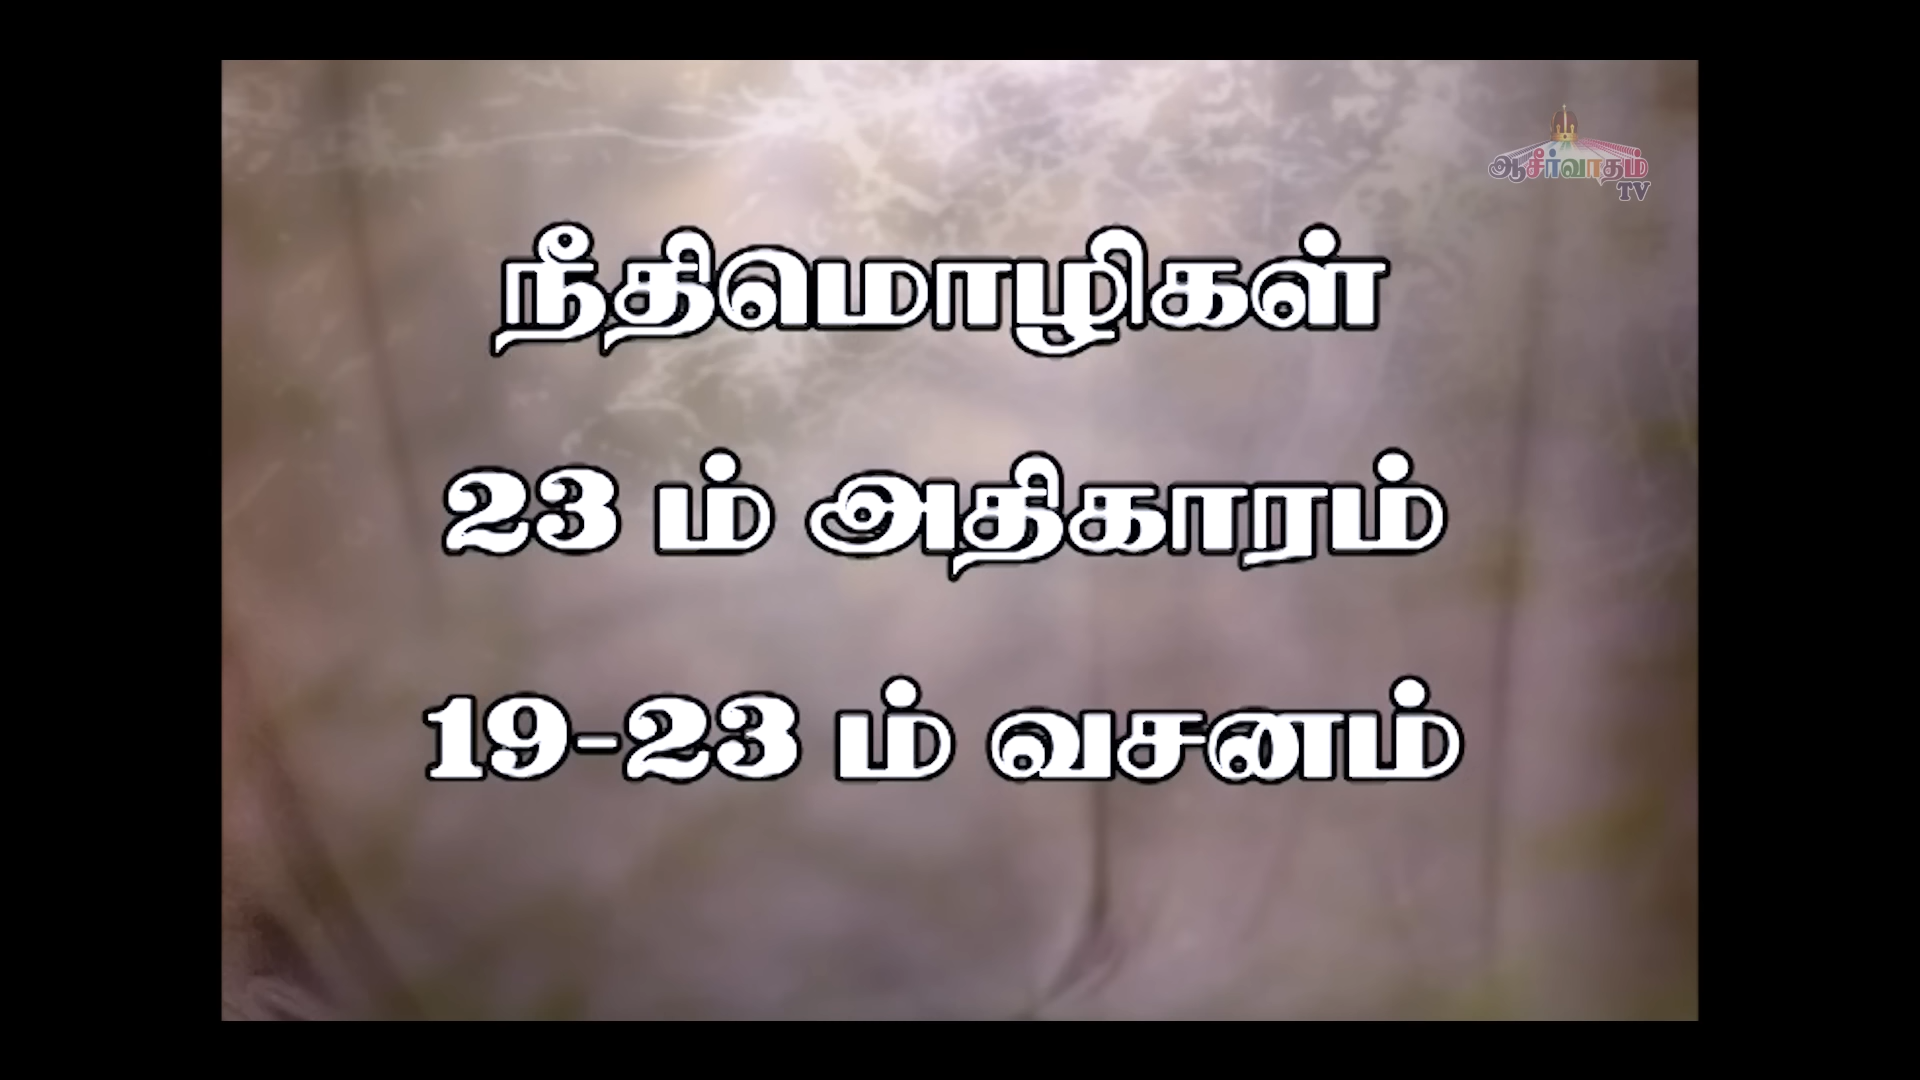 ஆசீர்வாதம்
TV
நீதிமொழிகள்
23 ம் அதிகாரம்
19-23 ம் வசனம்